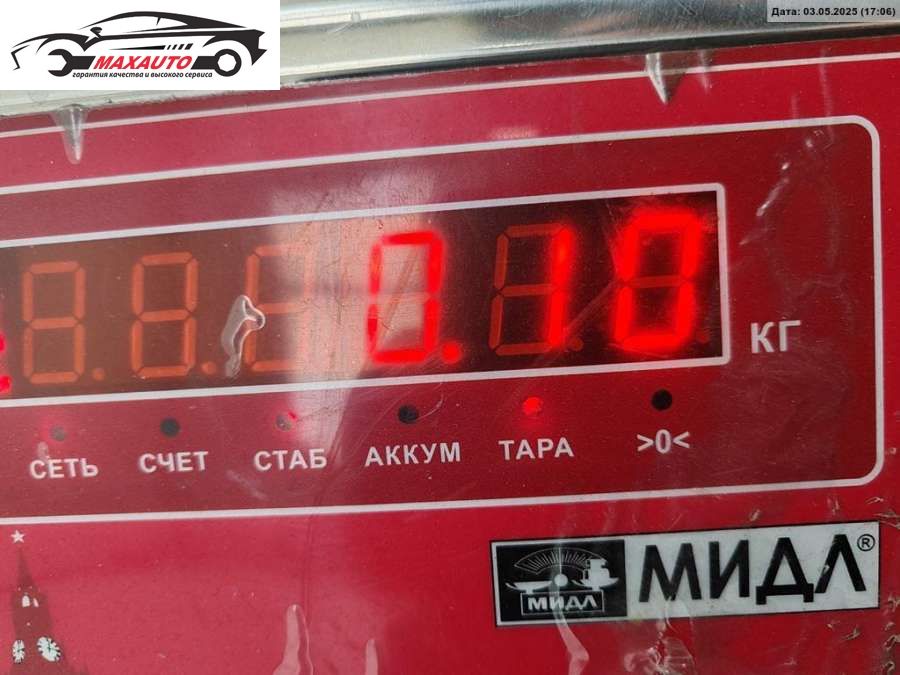 Дата: 03.05.2025 (17:06)
MAXAUTO
гарантия качества и высокого сервиса
0.10
КГ
СЕТЬ СЧЕТ СТАБ АККУМ ТАРА >0<
МИДЛ МИДЛ®